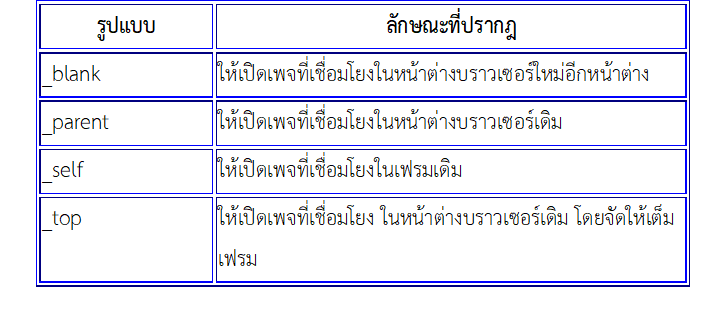 รูปแบบ ลักษณะที่ปรากฎ
_blank ให้เปิดเพจที่เชื่อมโยงในหน้าต่างบราวเซอร์ใหม่อีกหน้าต่าง
_parent ให้เปิดเพจที่เชื่อมโยงในหน้าต่างบราวเซอร์เดิม
_self ให้เปิดเพจที่เชื่อมโยงในเฟรมเดิม
_top ให้เปิดเพจที่เชื่อมโยง ในหน้าต่างบราวเซอร์เดิม โดยจัดให้เต็ม
เฟรม